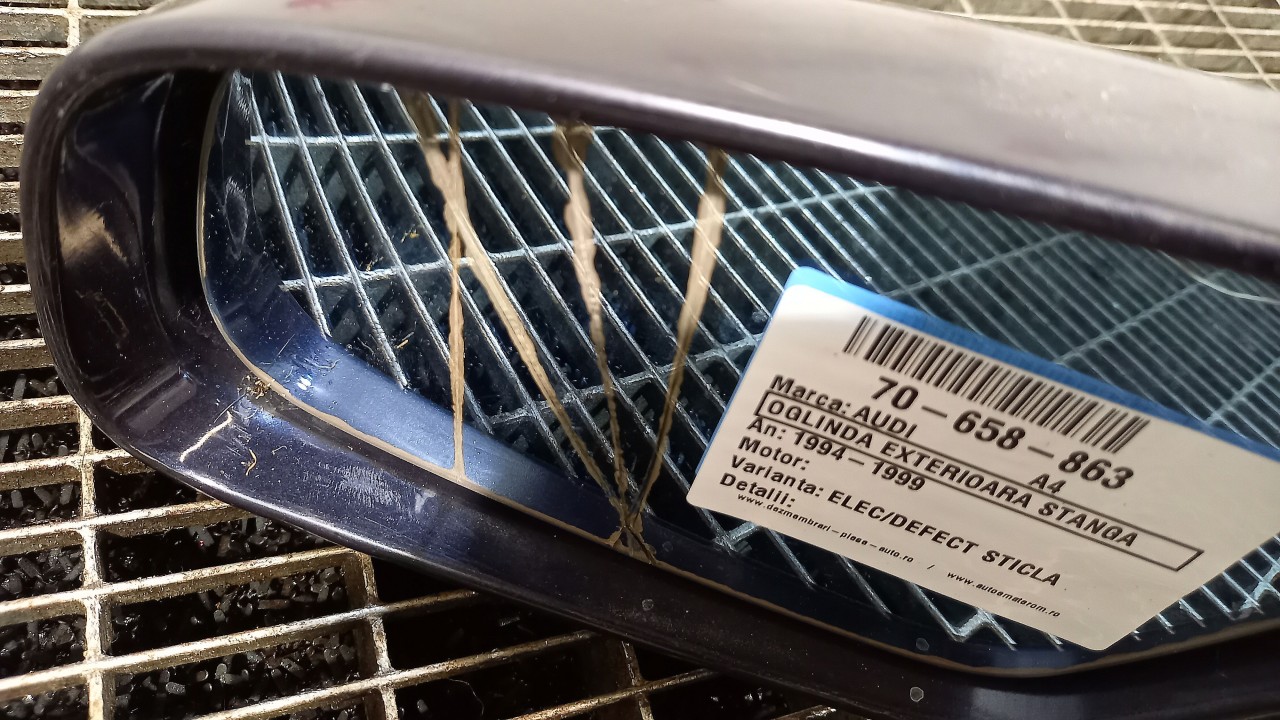 70-658-863
Marca: AUDI A4
OGLINDA EXTERIOARA STANGA
An: 1994-1999
Motor:
Varianta: ELEC/DEFECT STICLA
Detalii:
www.dezmembrari-piese-auto.ro / www.autoematarom.ro